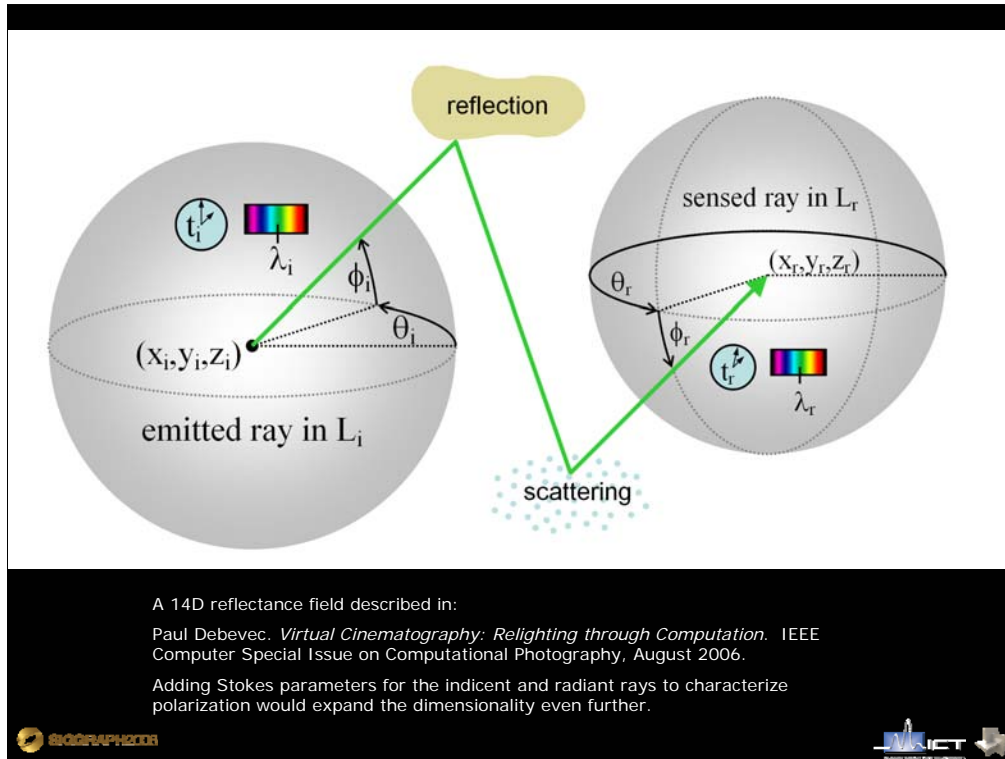 reflection
sensed ray in Lr
(xr,yr,zr)
θr
ϕr
tr
λr
ti
λi
ϕi
θi
(xi,yi,zi)
emitted ray in Li
scattering
A 14D reflectance field described in:
Paul Debevec. Virtual Cinematography: Relighting through Computation. IEEE
Computer Special Issue on Computational Photography, August 2006.
Adding Stokes parameters for the indicent and radiant rays to characterize
polarization would expand the dimensionality even further.
SIGGRAPH2006
ICT